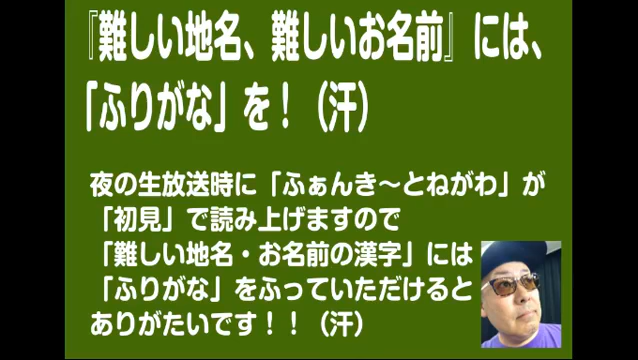 『難しい地名、難しいお名前』には、
「ふりがな」を！（汗）
夜の生放送時に「ふぁんき～とねがわ」が
「初見」で読み上げますので
「難しい地名・お名前の漢字」には
「ふりがな」をふっていただけると
ありがたいです！！（汗）